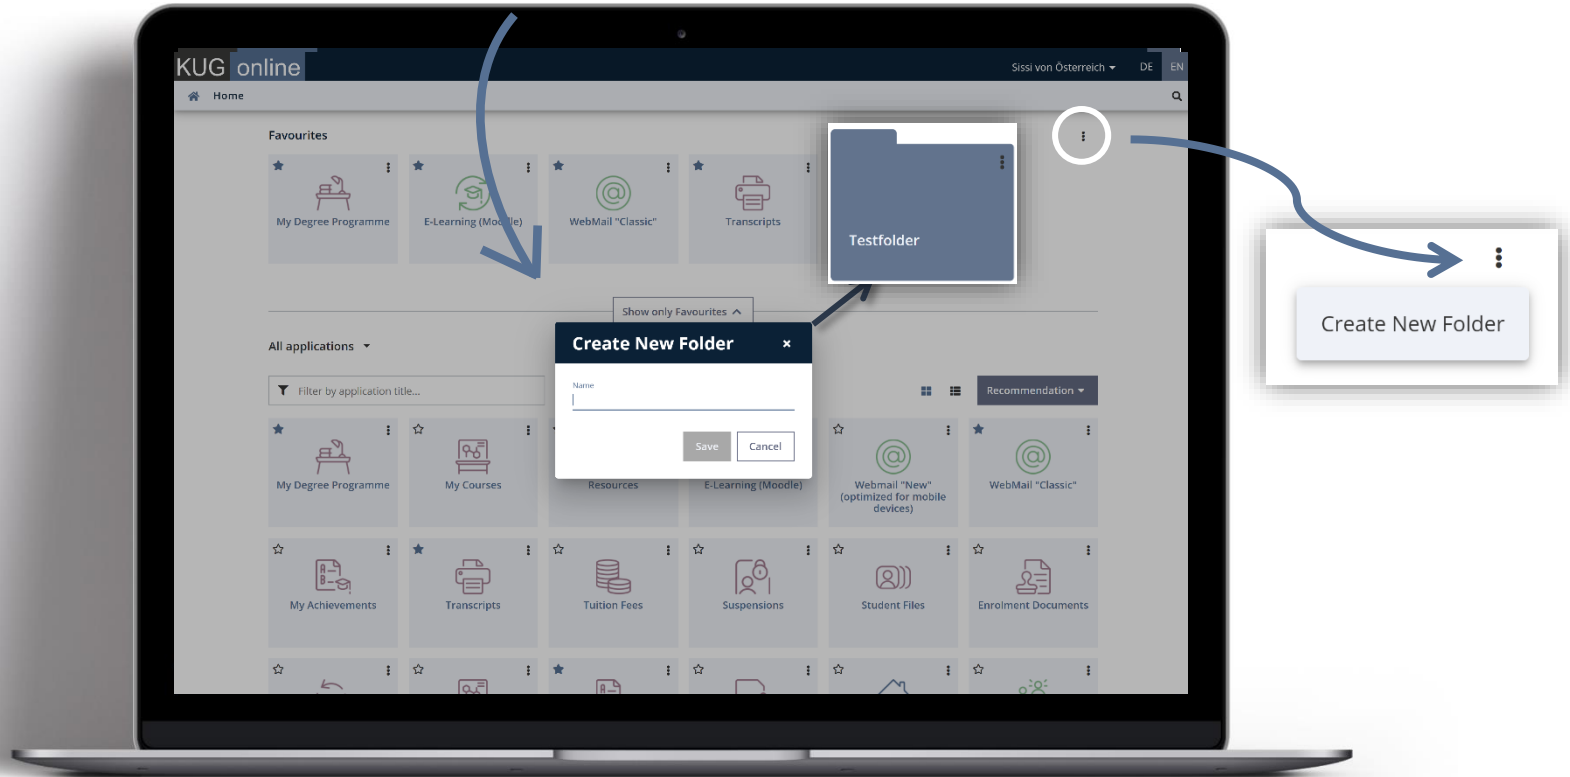 KUG online
Sissi von Österreich
DE
EN
Home
Favourites
My Degree Programme
E-Learning (Moodle)
WebMail "Classic"
Transcripts
Testfolder
Create New Folder
Show only Favourites
Create New Folder
×
Name
Save
Cancel
All applications
Filter by application title...
Recommendation
My Degree Programme
My Courses
Resources
E-Learning (Moodle)
Webmail "New"
(optimized for mobile
devices)
WebMail "Classic"
My Achievements
Transcripts
Tuition Fees
Suspensions
Student Files
Enrolment Documents